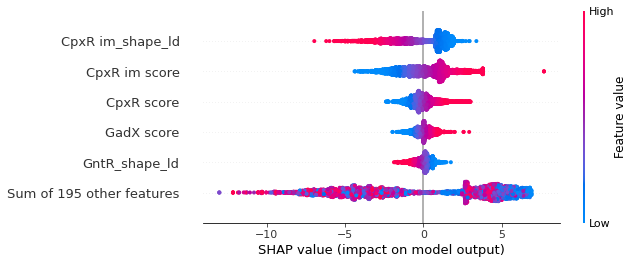 High
CpxR im_shape_ld
CpxR im score
CpxR score
GadX score
GntR_shape_ld
Sum of 195 other features
Feature value
Low
−10
−5
0
5
SHAP value (impact on model output)